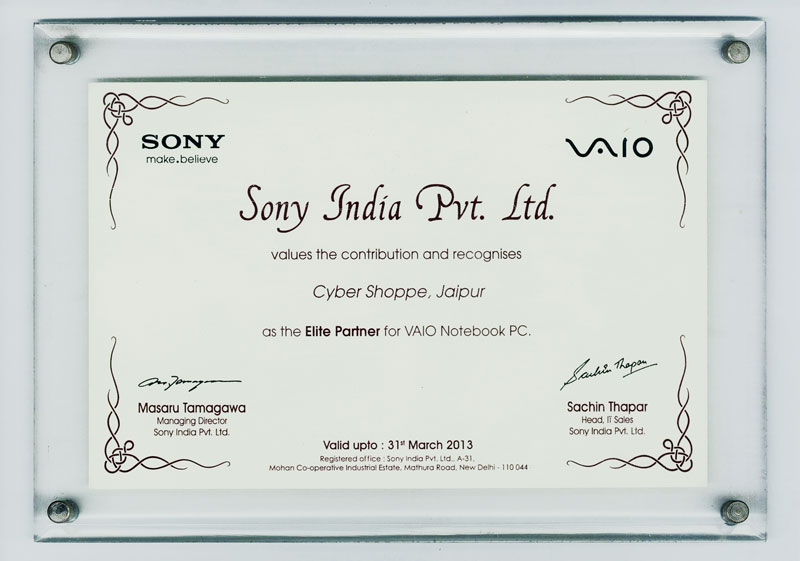 SONY
make.believe
VAIO
Sony India Pvt. Ltd.
values the contribution and recognises
Cyber Shoppe, Jaipur
as the Elite Partner for VAIO Notebook PC.
Masaru Tamagawa
Managing Director
Sony India Pvt. Ltd.
Sachin Thapar
Sachin Thapar
Head, IT Sales
Sony India Pvt. Ltd.
Valid upto : 31st March 2013
Registered office : Sony India Pvt. Ltd., A-31,
Mohan Co-operative Industrial Estate, Mathura Road, New Delhi - 110 044